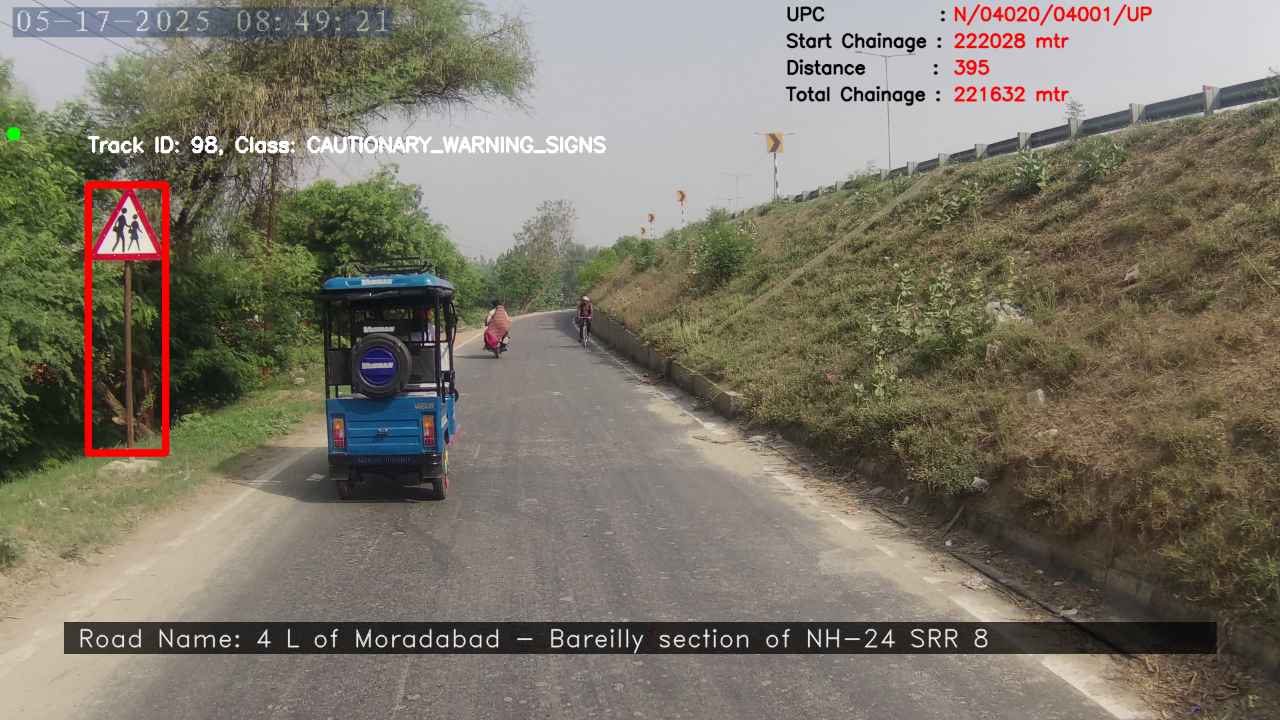 05-17-2025 08:49:21
UPC : N/04020/04001/UP
Start Chainage : 222028 mtr
Distance : 395
Total Chainage : 221632 mtr
Track ID: 98, Class: CAUTIONARY_WARNING_SIGNS
Road Name: 4 L of Moradabad - Bareilly section of NH-24 SRR 8